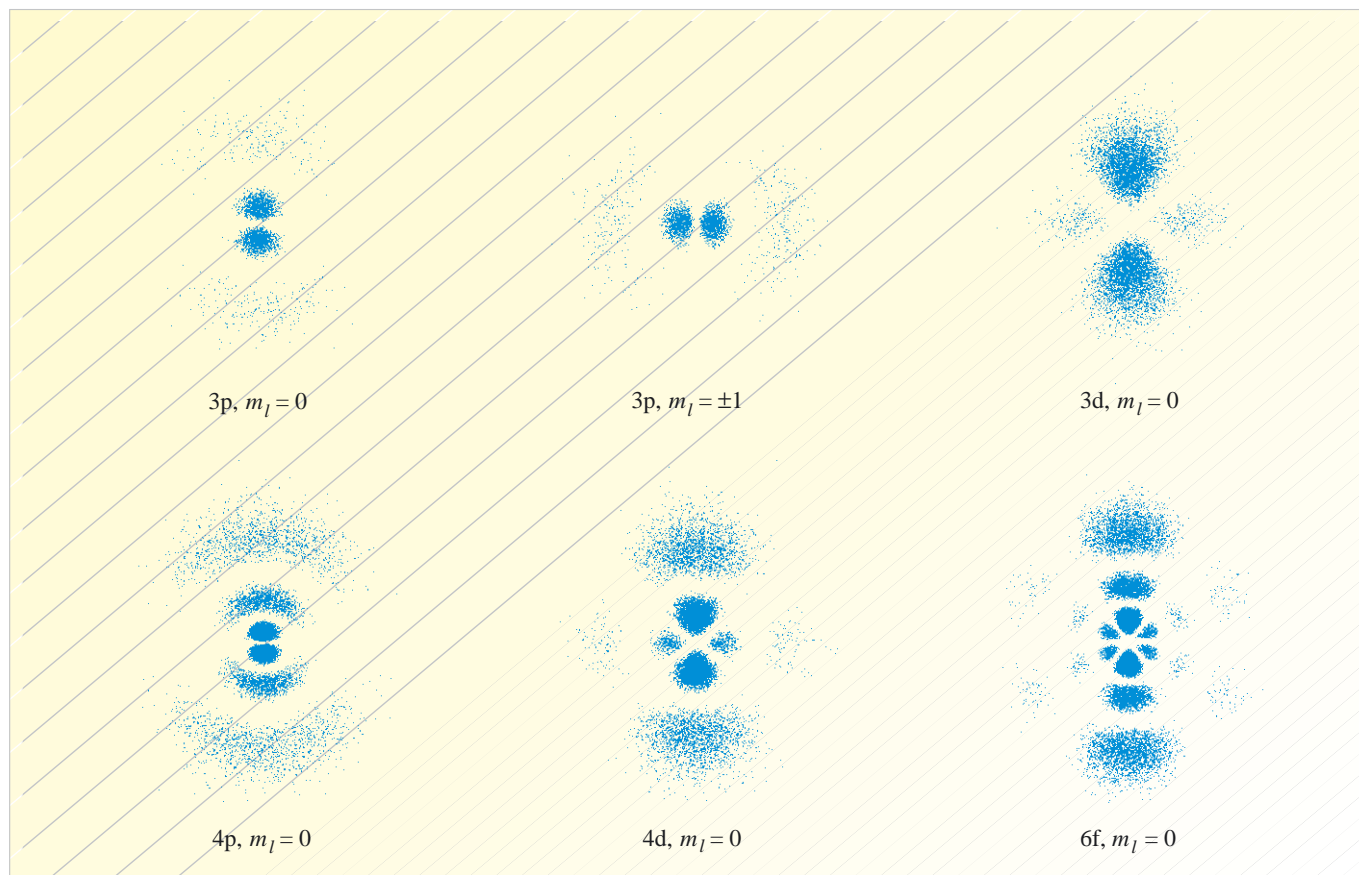 3p, m_l = 0
3p, m_l = ±1
3d, m_l = 0
4p, m_l = 0
4d, m_l = 0
6f, m_l = 0